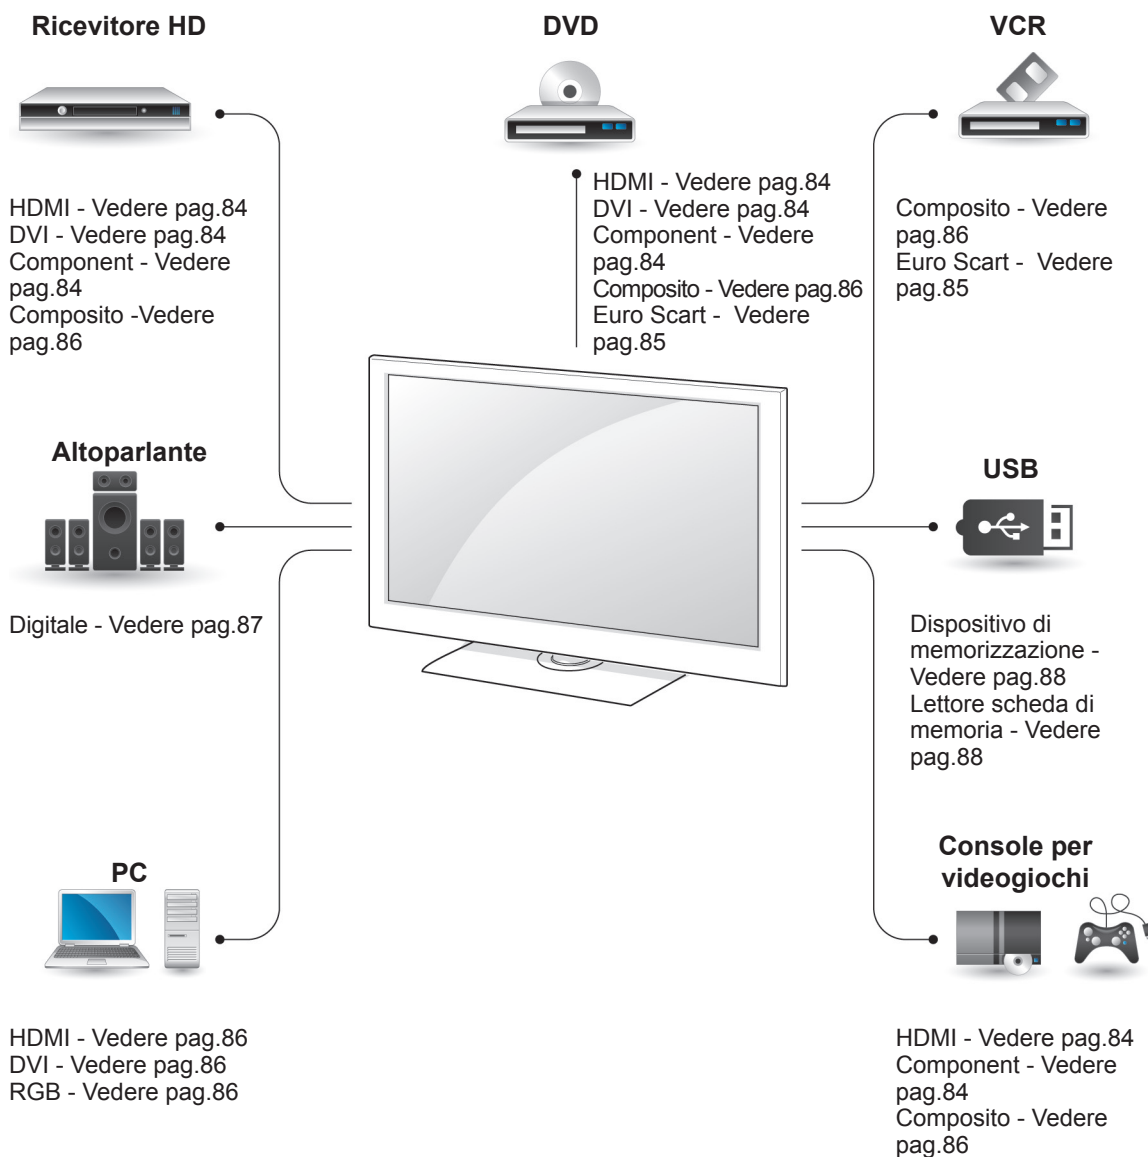 Ricevitore HD
HDMI - Vedere pag.84
DVI - Vedere pag.84
Component - Vedere
pag.84
Composito -Vedere
pag.86
DVD
HDMI - Vedere pag.84
DVI - Vedere pag.84
Component - Vedere
pag.84
Composito - Vedere pag.86
Euro Scart -  Vedere
pag.85
VCR
Composito - Vedere
pag.86
Euro Scart -  Vedere
pag.85
Altoparlante
Digitale - Vedere pag.87
USB
Dispositivo di
memorizzazione -
Vedere pag.88
Lettore scheda di
memoria - Vedere
pag.88
PC
HDMI - Vedere pag.86
DVI - Vedere pag.86
RGB - Vedere pag.86
Console per
videogiochi
HDMI - Vedere pag.84
Component - Vedere
pag.84
Composito - Vedere
pag.86